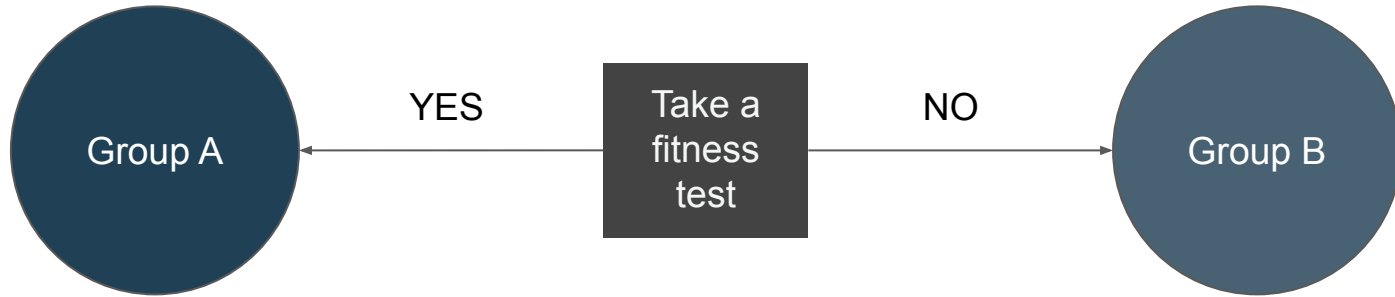 Group A
YES
Take a
fitness
test
NO
Group B